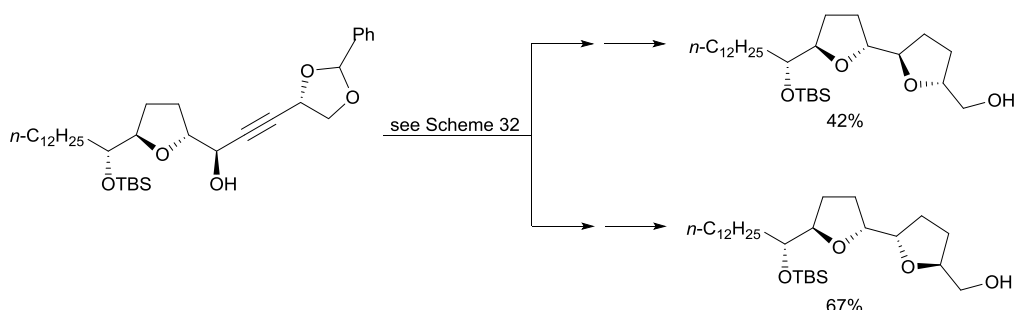 Ph
O
O
n-C12H25
O
OTBS
OH
see Scheme 32
n-C12H25
O
OTBS
O
OH
42%
n-C12H25
O
OTBS
O
OH
67%